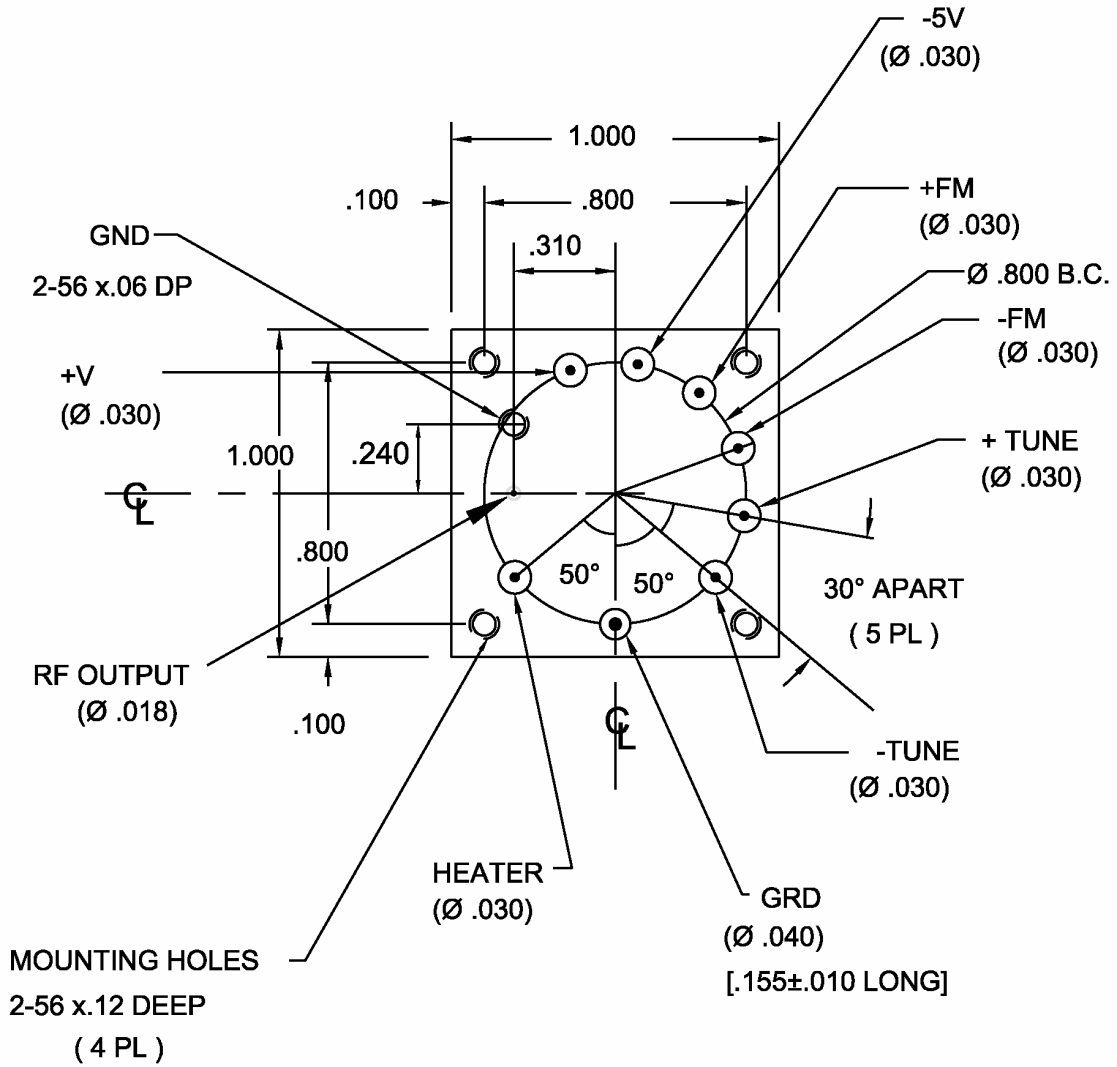 -5V
(Ø .030)
1.000
+FM
(Ø .030)
.100
.800
GND
2-56 x.06 DP
.310
Ø .800 B.C.
-FM
(Ø .030)
+V
(Ø .030)
1.000
.240
+ TUNE
(Ø .030)
℄
.800
50°
50°
30° APART
( 5 PL )
RF OUTPUT
(Ø .018)
.100
℄
-TUNE
(Ø .030)
HEATER
(Ø .030)
GRD
(Ø .040)
[.155±.010 LONG]
MOUNTING HOLES
2-56 x.12 DEEP
( 4 PL )